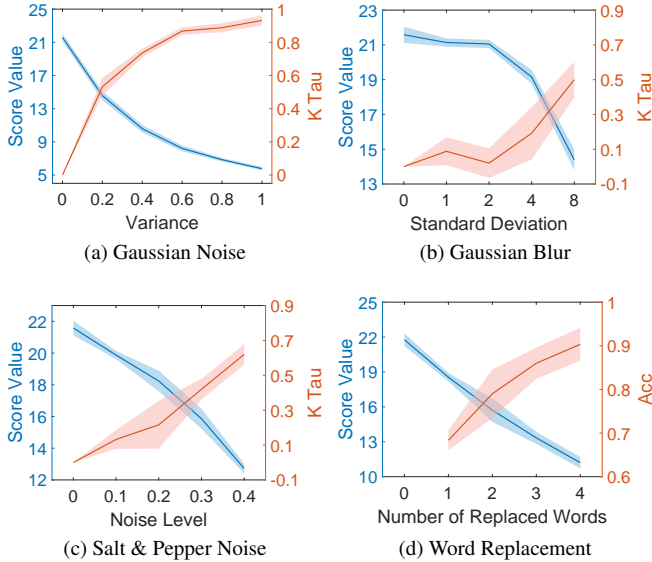 25
21
17
13
9
5
Score Value
1
0.8
0.6
0.4
0.2
0
K Tau
0 0.2 0.4 0.6 0.8 1
Variance
(a) Gaussian Noise
23
21
19
17
15
13
Score Value
0.9
0.7
0.5
0.3
0.1
-0.1
K Tau
0 1 2 4 8
Standard Deviation
(b) Gaussian Blur
22
20
18
16
14
12
Score Value
0.9
0.7
0.5
0.3
0.1
-0.1
K Tau
0 0.1 0.2 0.3 0.4
Noise Level
(c) Salt & Pepper Noise
25
22
19
16
13
10
Score Value
1
0.9
0.8
0.7
0.6
Acc
0 1 2 3 4
Number of Replaced Words
(d) Word Replacement